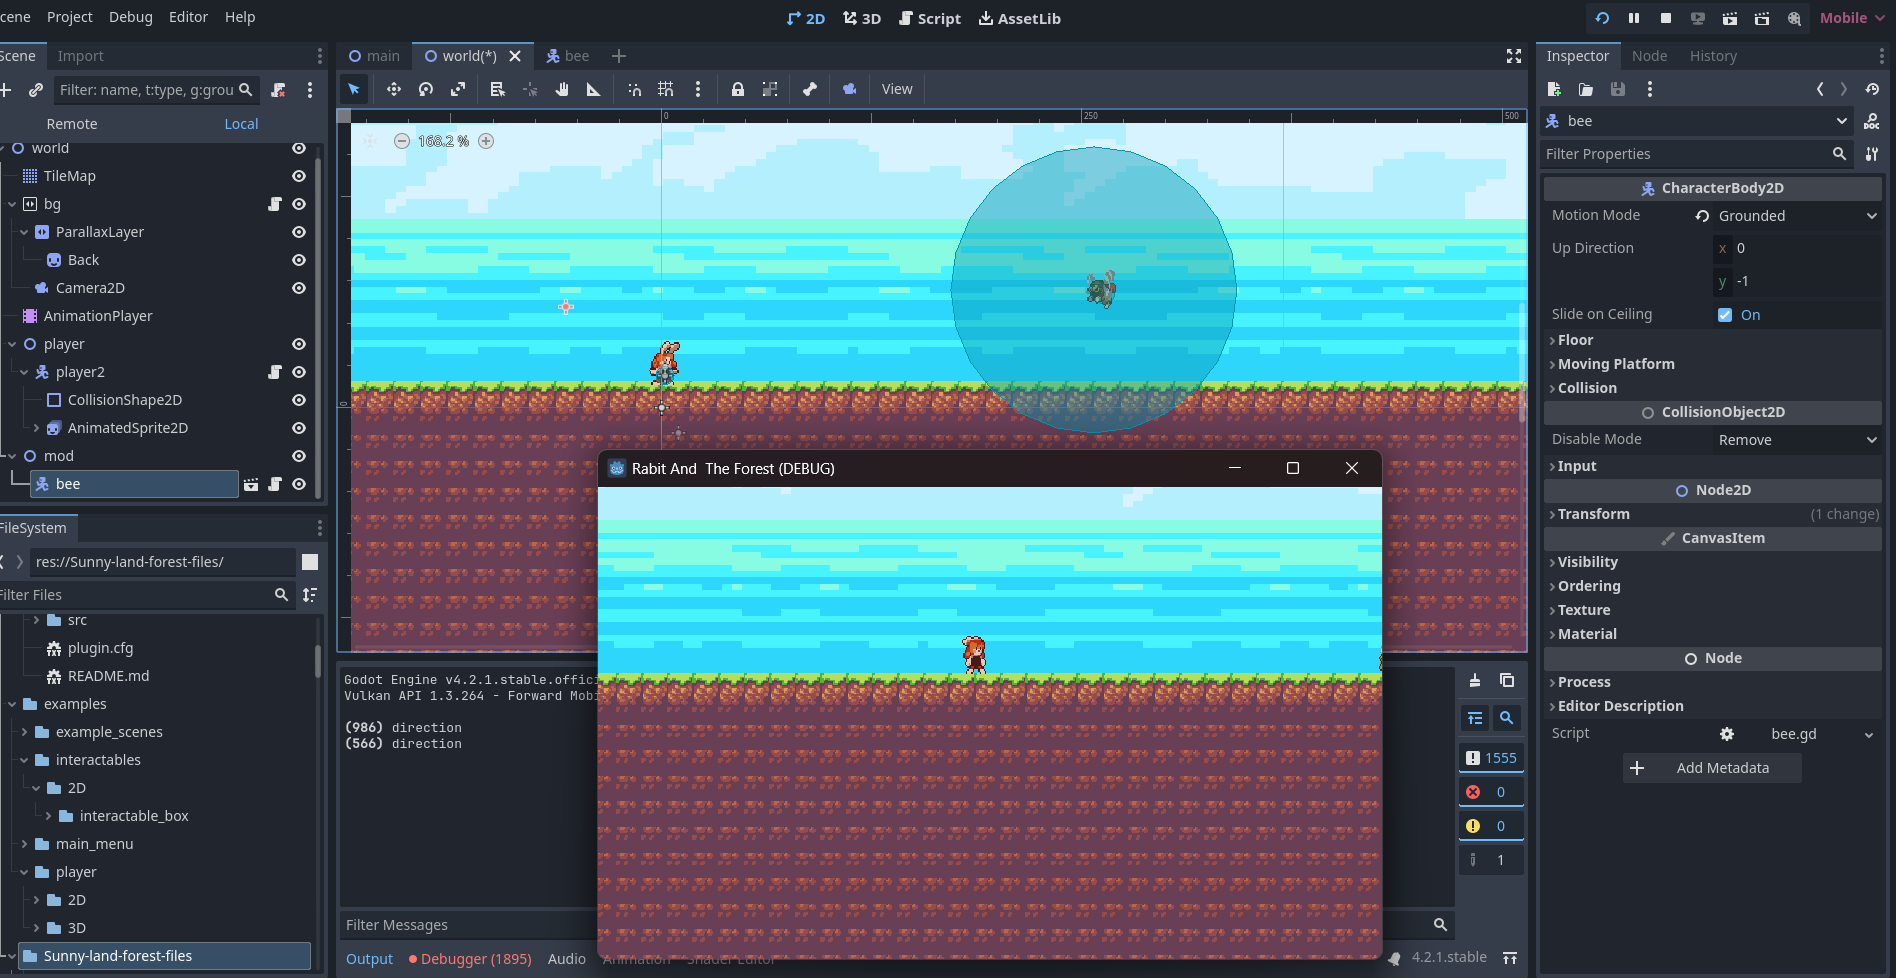 cene Project Debug Editor Help
2D 3D Script AssetLib
Mobile
Scene Import
Filter: name, t:type, g:grou
Remote Local
world
TileMap
bg
ParallaxLayer
Back
Camera2D
AnimationPlayer
player
player2
CollisionShape2D
AnimatedSprite2D
mod
bee
FileSystem
res://Sunny-land-forest-files/
Filter Files
src
plugin.cfg
README.md
examples
example_scenes
interactables
2D
interactable_box
main_menu
player
2D
3D
Sunny-land-forest-files
main world(*) bee
View
0 250 500
168.2 %
0
Rabit And The Forest (DEBUG)
Godot Engine v4.2.1.stable.offici
Vulkan API 1.3.264 - Forward Mobi
(986) direction
(566) direction
1555
0
0
1
Filter Messages
Output Debugger (1895) Audio Animation Shader Editor
4.2.1.stable
Inspector Node History
bee
DOC
Filter Properties
CharacterBody2D
Motion Mode Grounded
Up Direction x 0
y -1
Slide on Ceiling On
Floor
Moving Platform
Collision
CollisionObject2D
Disable Mode Remove
Input
Node2D
Transform (1 change)
CanvasItem
Visibility
Ordering
Texture
Material
Node
Process
Editor Description
Script bee.gd
Add Metadata